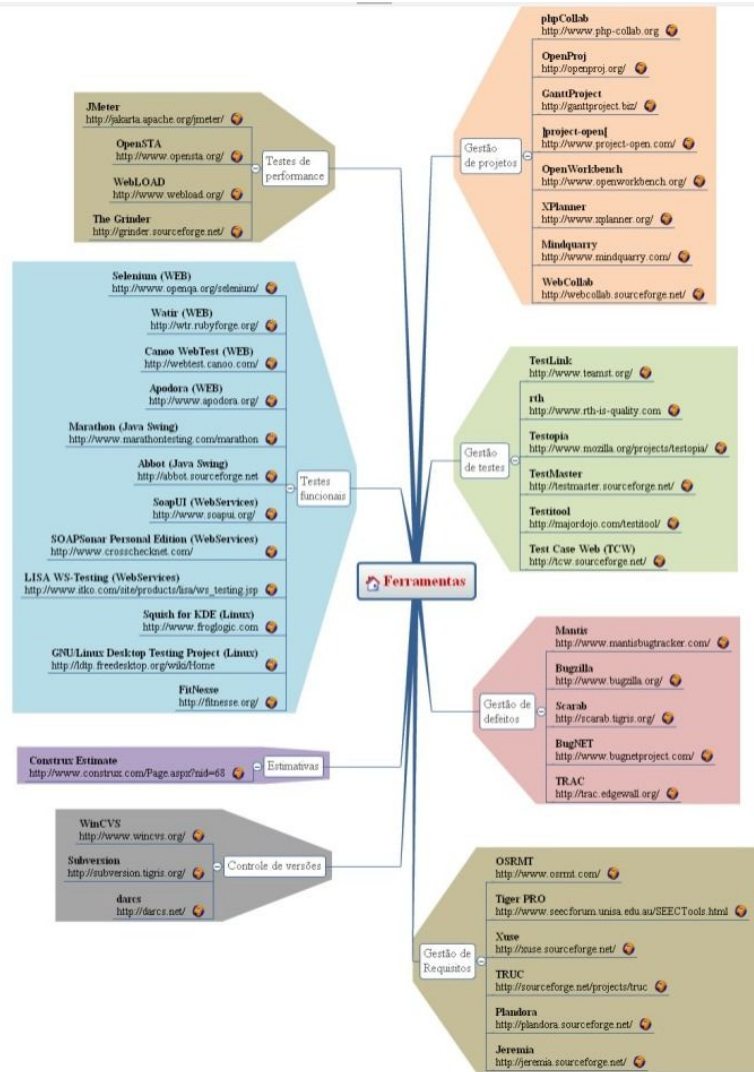 JMeter
http://jakarta.apache.org/jmeter/
OpenSTA
http://www.opensta.org/
WebLOAD
http://www.webload.org/
The Grinder
http://grinder.sourceforge.net/
Testes de
performance
Selenium (WEB)
http://www.openqa.org/selenium/
Watir (WEB)
http://wtr.rubyforge.org/
Canoo WebTest (WEB)
http://webtest.canoo.com/
Apodora (WEB)
http://www.apodora.org/
Marathon (Java Swing)
http://www.marathontesting.com/marathon
Abbot (Java Swing)
http://abbot.sourceforge.net
SoapUI (WebServices)
http://www.soapui.org/
SOAPSonar Personal Edition (WebServices)
http://www.crosschecknet.com/
LISA WS-Testing (WebServices)
http://www.itko.com/site/products/lisa/ws_testing.jsp
Squish for KDE (Linux)
http://www.froglogic.com
GNU/Linux Desktop Testing Project (Linux)
http://ldtp.freedesktop.org/wiki/Home
FitNesse
http://fitnesse.org/
Testes
funcionais
Construx Estimate
http://www.construx.com/Page.aspx?nid=68
Estimativas
WinCVS
http://www.wincvs.org/
Subversion
http://subversion.tigris.org/
darcs
http://darcs.net/
Controle de versões
Ferramentas
Gestão
de projetos
phpCollab
http://www.php-collab.org
OpenProj
http://openproj.org/
GanttProject
http://ganttproject.biz/
]project-open[
http://www.project-open.com/
OpenWorkbench
http://www.openworkbench.org/
XPlanner
http://www.xplanner.org/
Mindquarry
http://www.mindquarry.com/
WebCollab
http://webcollab.sourceforge.net/
Gestão
de testes
TestLink
http://www.teamst.org/
rth
http://www.rth-is-quality.com
Testopia
http://www.mozilla.org/projects/testopia/
TestMaster
http://testmaster.sourceforge.net/
Testitool
http://majordojo.com/testitool/
Test Case Web (TCW)
http://tcw.sourceforge.net/
Gestão de
defeitos
Mantis
http://www.mantisbugtracker.com/
Bugzilla
http://www.bugzilla.org/
Scarab
http://scarab.tigris.org/
BugNET
http://www.bugnetproject.com/
TRAC
http://trac.edgewall.org/
Gestão de
Requisitos
OSRMT
http://www.osrmt.com/
Tiger PRO
http://www.seecforum.unisa.edu.au/SEECTools.html
Xuse
http://xuse.sourceforge.net/
TRUC
http://sourceforge.net/projects/truc
Plandora
http://plandora.sourceforge.net/
Jeremia
http://jeremia.sourceforge.net/